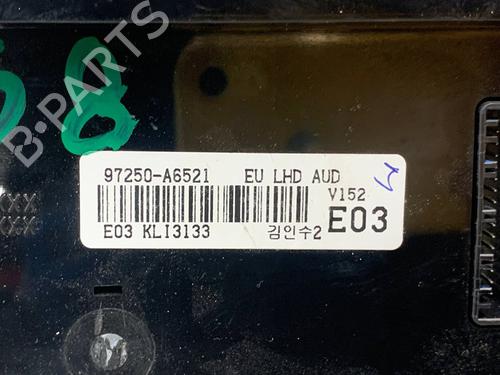 B-PARTS
97250-A6521 EU LHD AUD
V152
E03 KLI3133 김인수2 E03